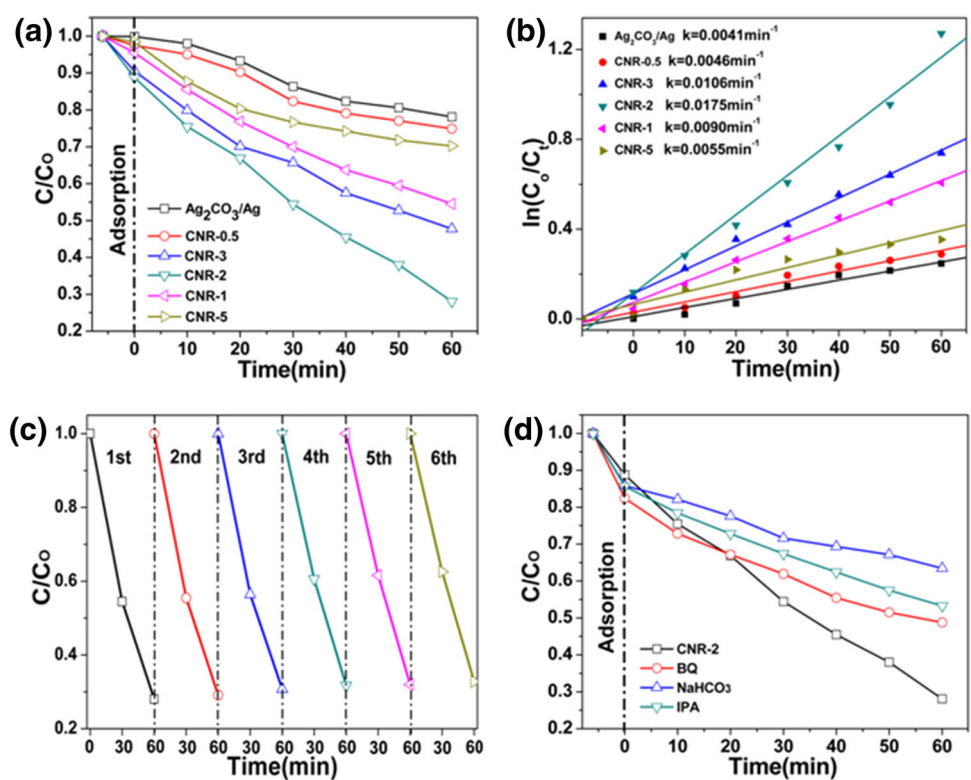 (a)
1.0
0.9
0.8
0.7
0.6
0.5
0.4
0.3
0.2
C/Co
Adsorption
Ag₂CO₃/Ag
CNR-0.5
CNR-3
CNR-2
CNR-1
CNR-5
0 10 20 30 40 50 60
Time(min)
(b)
1.2
0.8
0.4
0.0
ln(Co/Ct)
Ag₂CO₃/Ag k=0.0041min⁻¹
CNR-0.5 k=0.0046min⁻¹
CNR-3 k=0.0106min⁻¹
CNR-2 k=0.0175min⁻¹
CNR-1 k=0.0090min⁻¹
CNR-5 k=0.0055min⁻¹
0 10 20 30 40 50 60
Time(min)
(c)
1.0
0.8
0.6
0.4
0.2
C/Co
1st 2nd 3rd 4th 5th 6th
0 30 60 30 60 30 60 30 60 30 60 30 60
Time(min)
(d)
1.0
0.9
0.8
0.7
0.6
0.5
0.4
0.3
0.2
C/Co
Adsorption
CNR-2
BQ
NaHCO₃
IPA
0 10 20 30 40 50 60
Time(min)